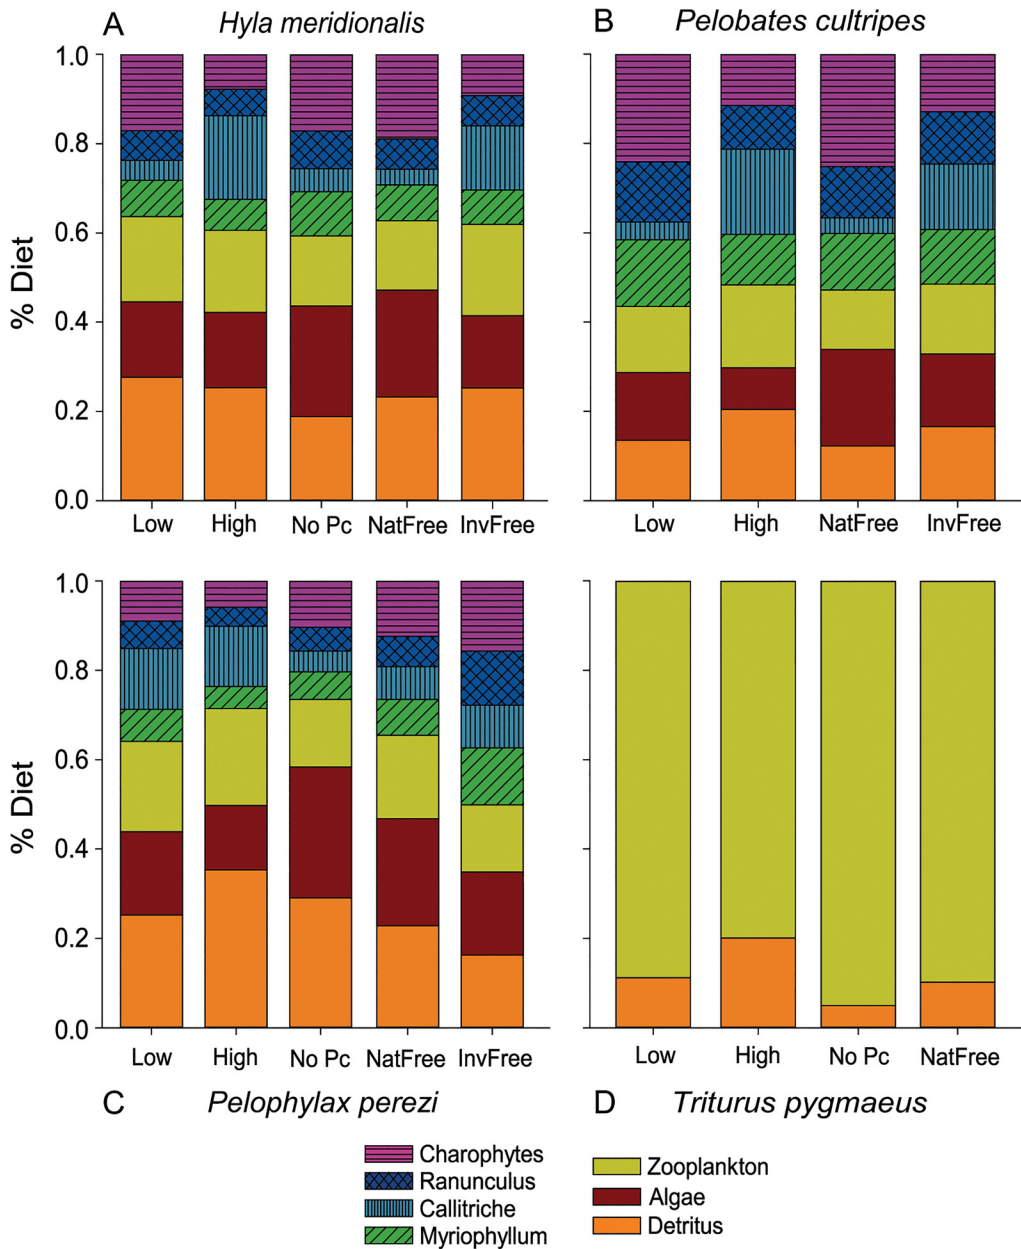 A Hyla meridionalis
B Pelobates cultripes
% Diet
1.0
0.8
0.6
0.4
0.2
0.0
Low High No Pc NatFree InvFree
Low High NatFree InvFree
% Diet
1.0
0.8
0.6
0.4
0.2
0.0
Low High No Pc NatFree InvFree
Low High No Pc NatFree
C Pelophylax perezi
D Triturus pygmaeus
Charophytes
Ranunculus
Callitriche
Myriophyllum
Zooplankton
Algae
Detritus